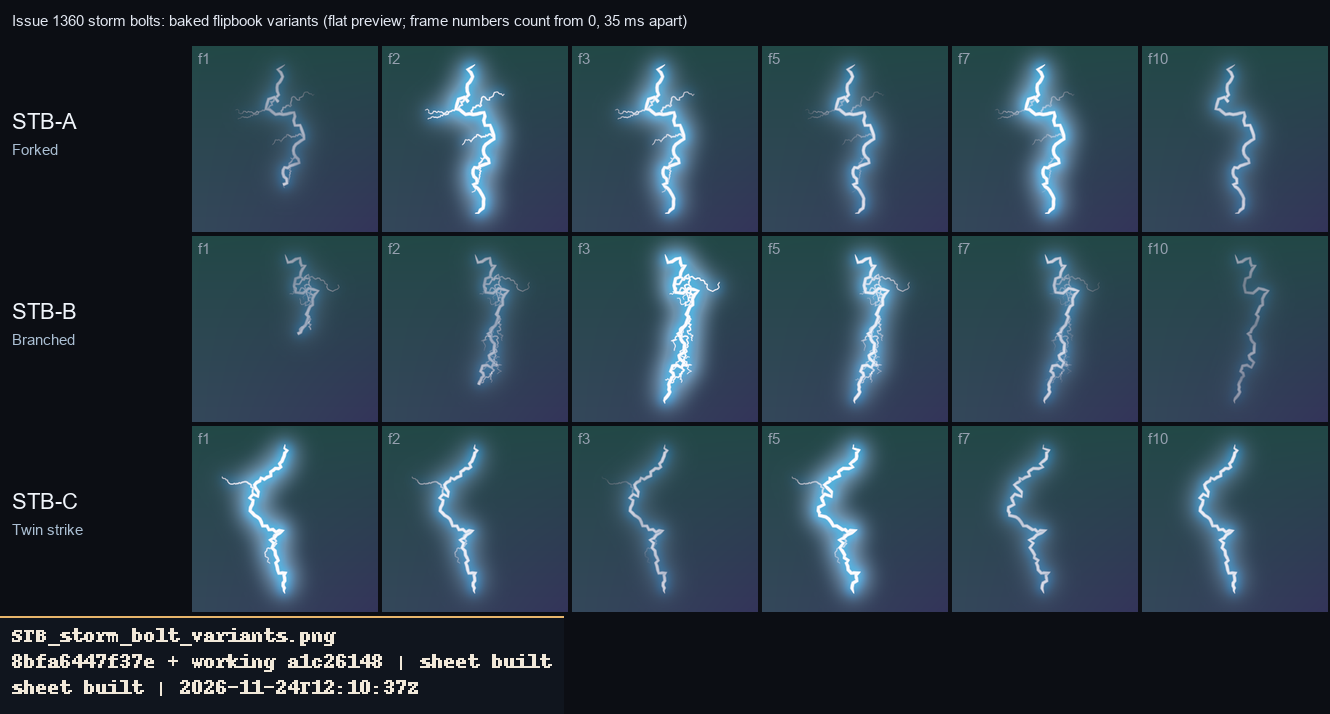 Issue 1360 storm bolts: baked flipbook variants (flat preview; frame numbers count from 0, 35 ms apart)
f1 f2 f3 f5 f7 f10
STB-A
Forked
f1 f2 f3 f5 f7 f10
STB-B
Branched
f1 f2 f3 f5 f7 f10
STB-C
Twin strike
STB_storm_bolt_variants.png
8bfa6447f37e + working a1c26148 | sheet built
sheet built | 2026-11-24T12:10:37Z